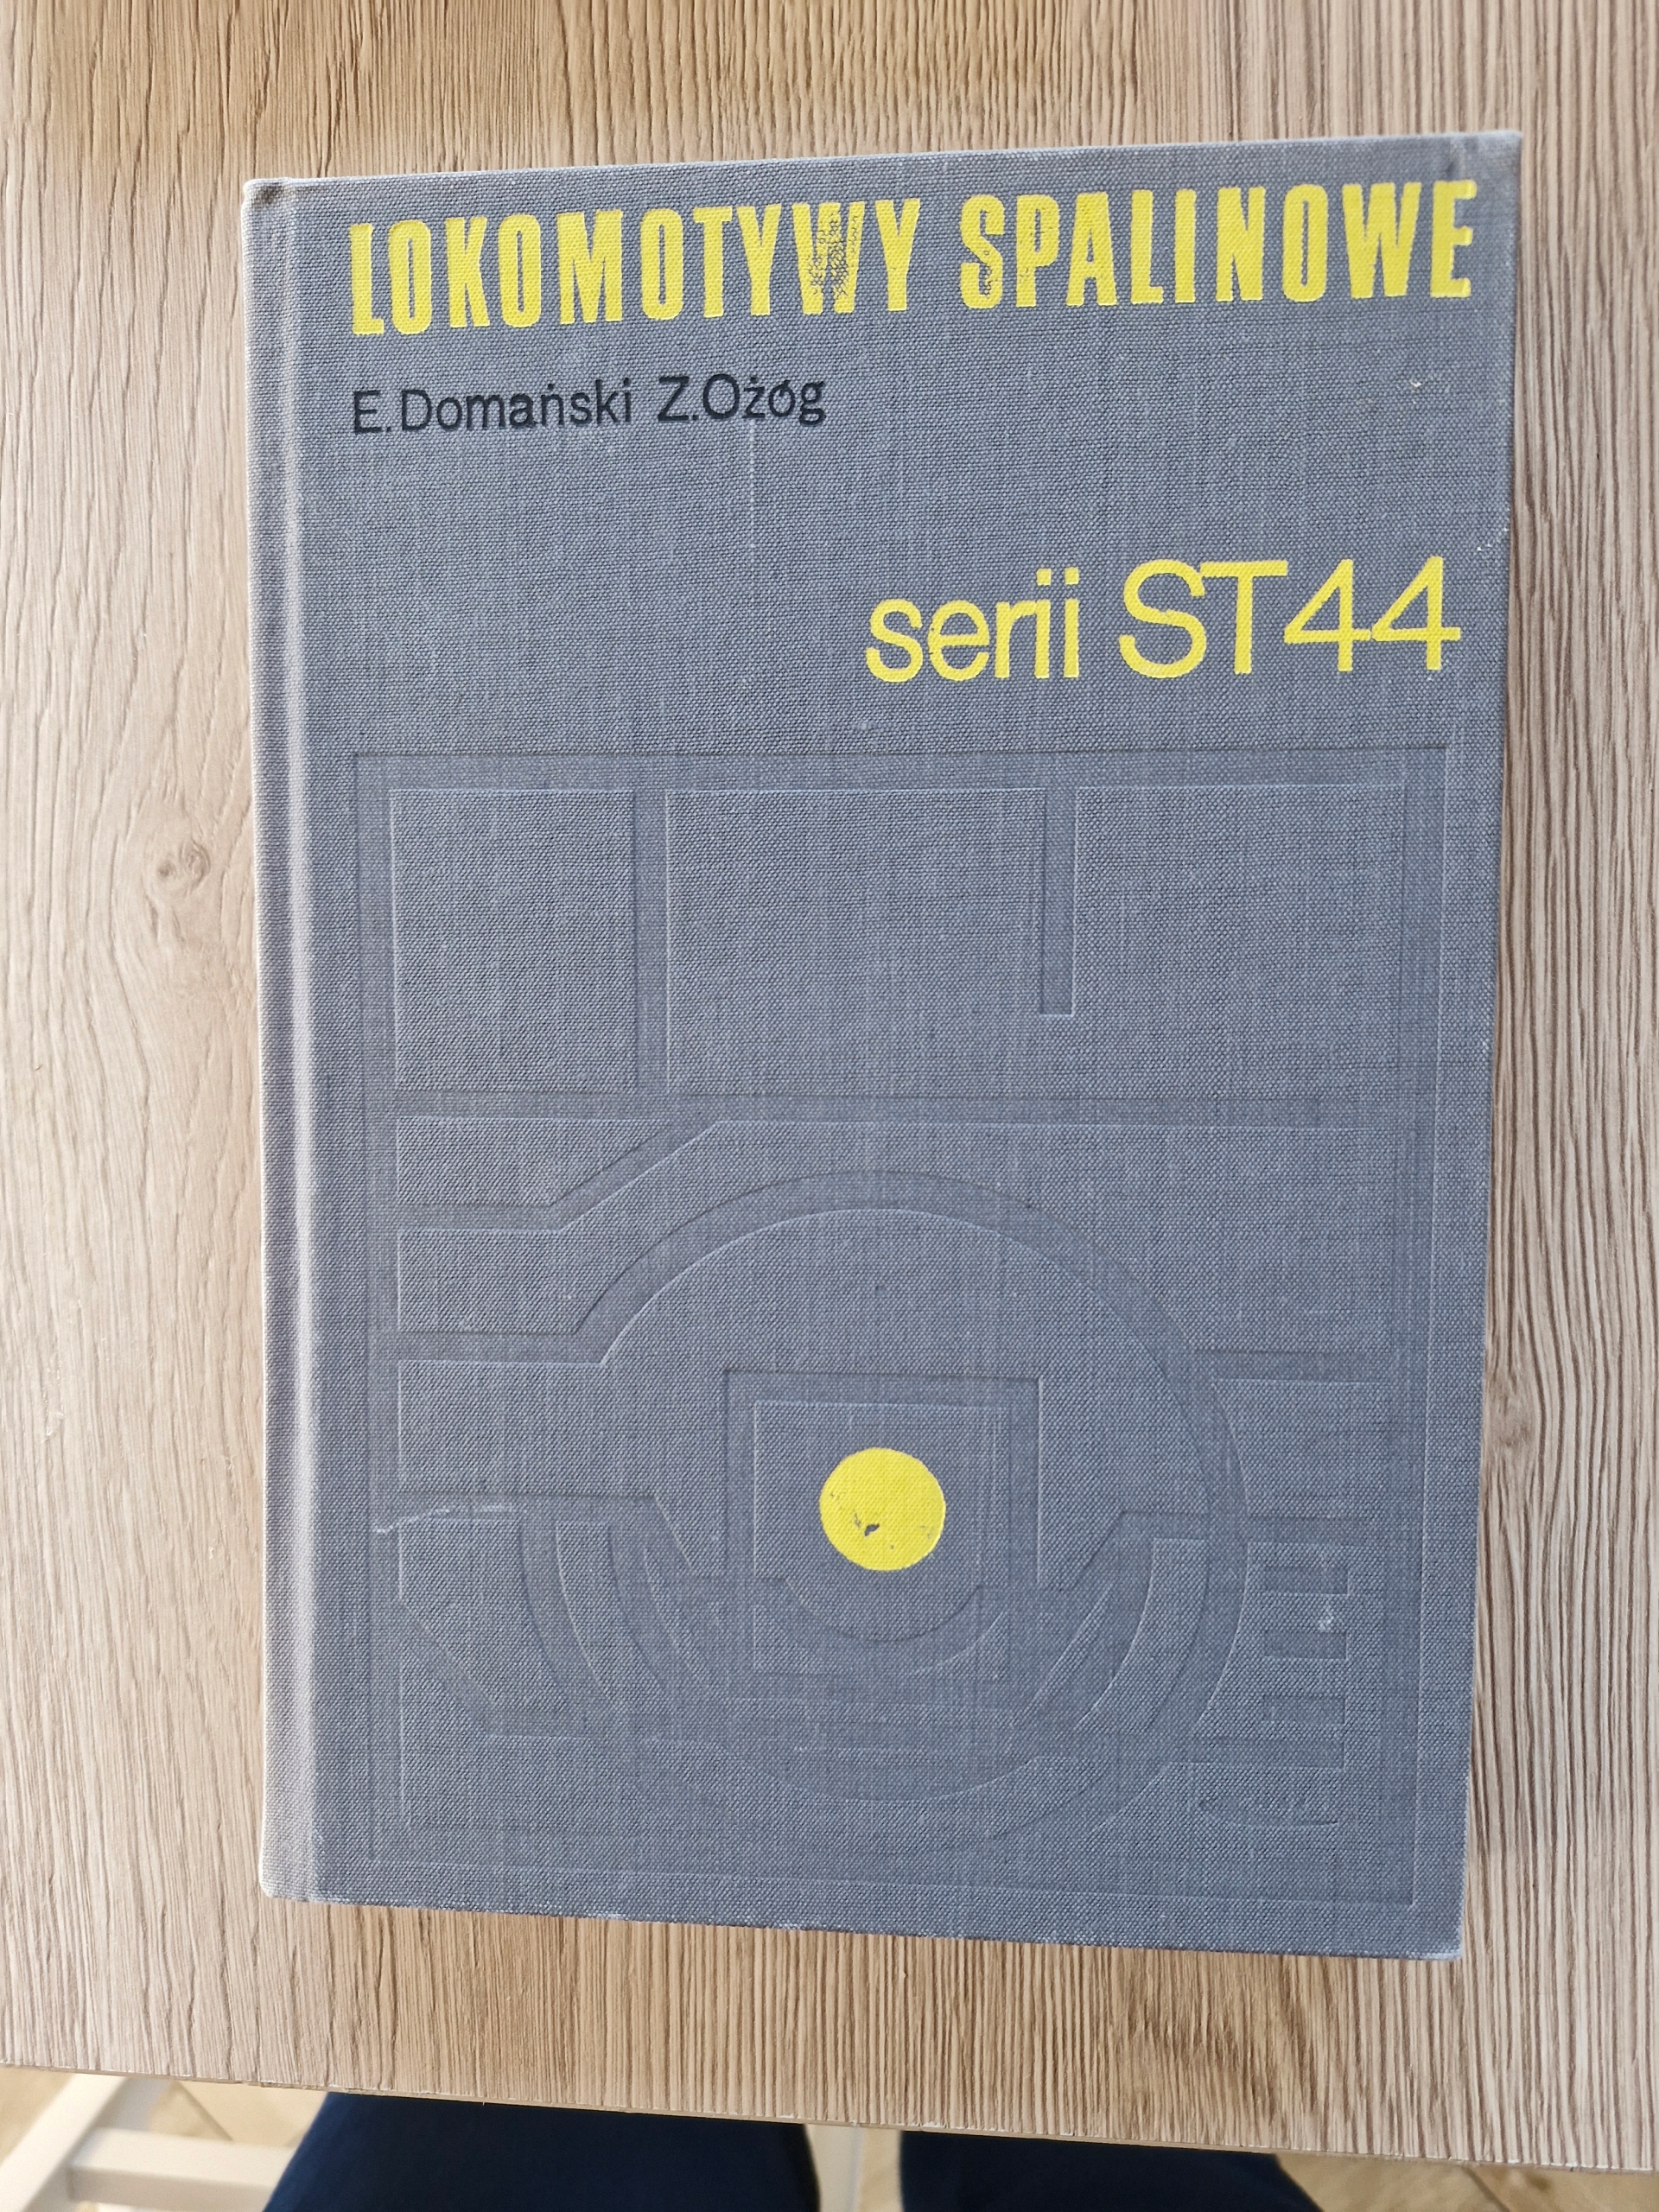 LOKOMOTYWY SPALINOWE
E.Domański Z.Ożóg
serii ST44